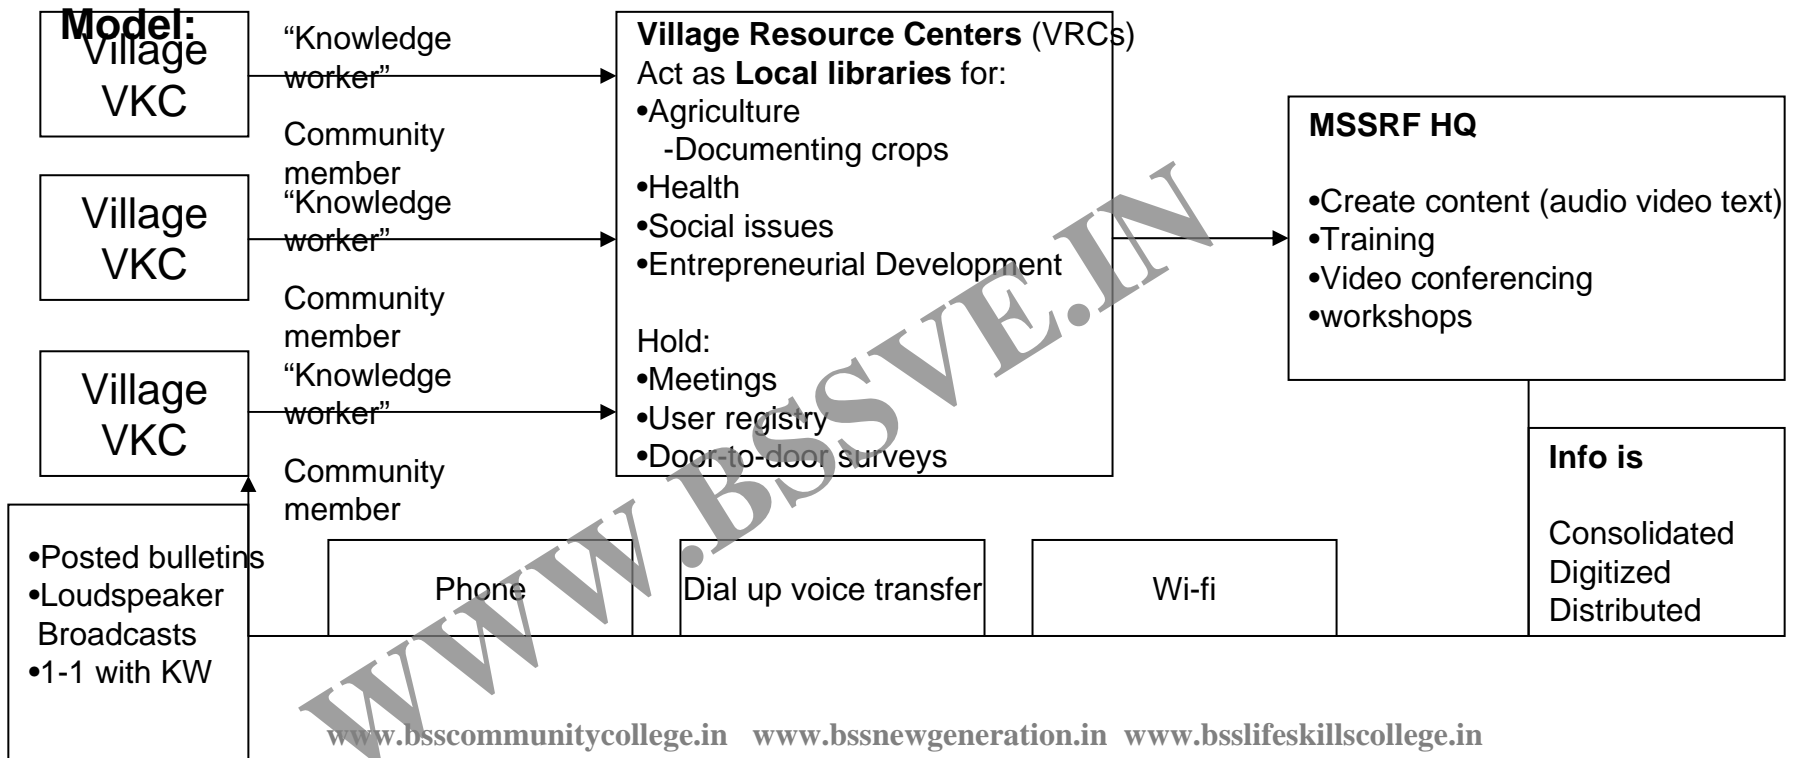 Model:
Village
VKC
“Knowledge
worker”
Community
member
Village
VKC
“Knowledge
worker”
Community
member
Village
VKC
“Knowledge
worker”
Community
member
Village Resource Centers (VRCs)
Act as Local libraries for:
•Agriculture
-Documenting crops
•Health
•Social issues
•Entrepreneurial Development
Hold:
•Meetings
•User registry
•Door-to-door surveys
MSSRF HQ
•Create content (audio video text)
•Training
•Video conferencing
•workshops
Info is
Consolidated
Digitized
Distributed
•Posted bulletins
•Loudspeaker
Broadcasts
•1-1 with KW
Phone
Dial up voice transfer
Wi-fi
WWW.BSSVE.IN
www.bsscommunitycollege.in www.bssnewgeneration.in www.bsslifeskillscollege.in